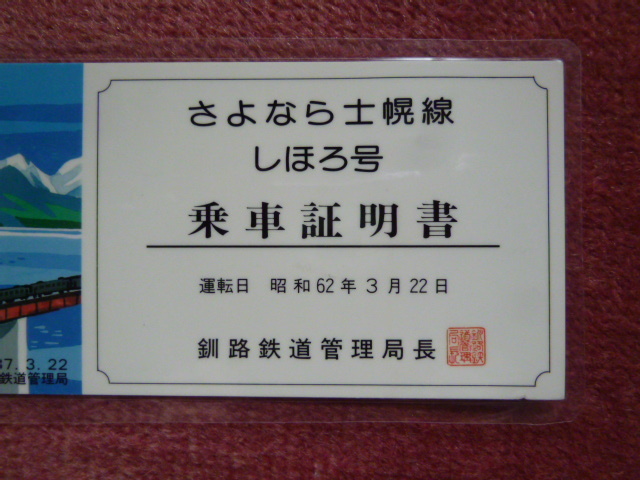 さよなら士幌線
しほろ号
乗車証明書
運転日 昭和62年3月22日
釧路鉄道管理局長
87.3.22
鉄道管理局